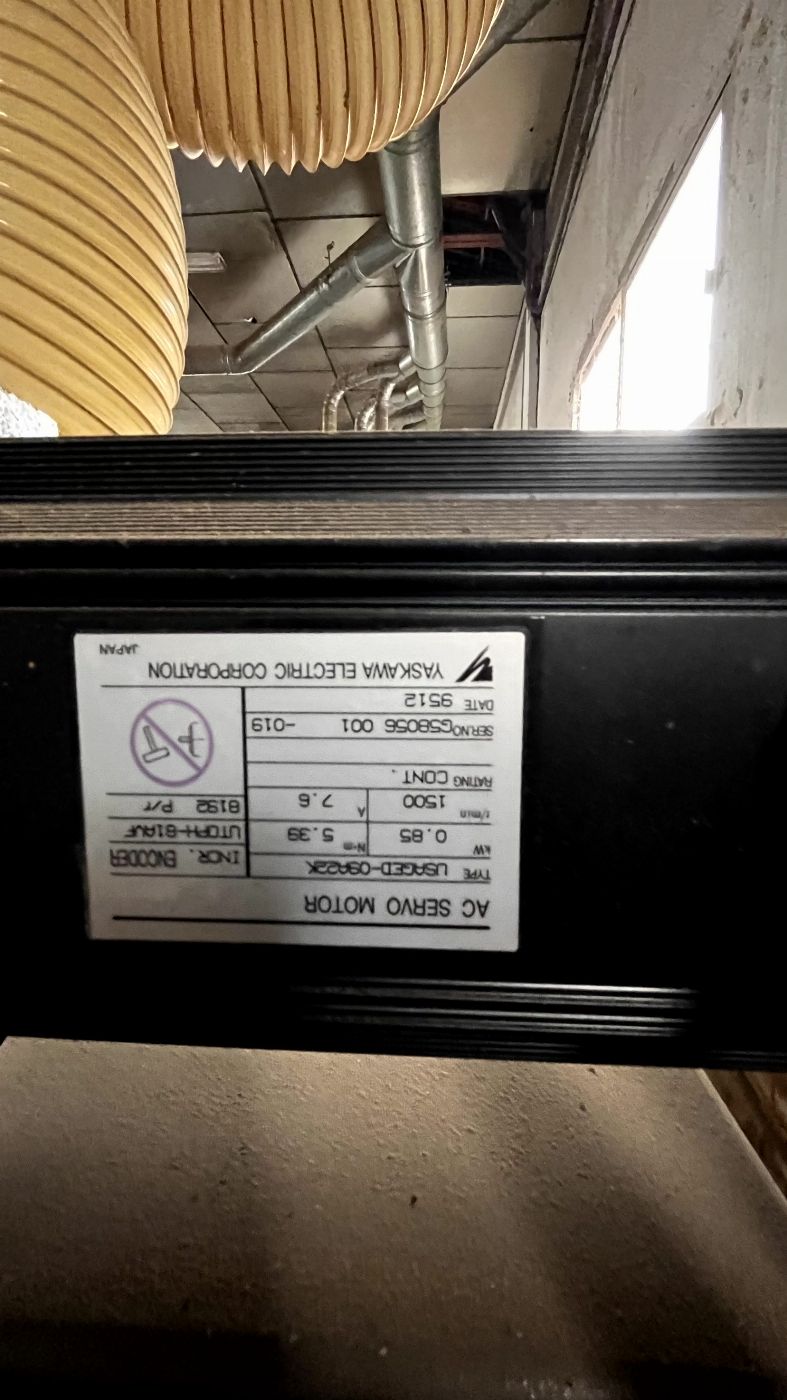 AC SERVO MOTOR
TYPE USAGED-09A22K
INCR. ENCODER
kW 0.85 N·m 5.39
UTOPH-81AVF
r/min 1500 A 7.6
8192 P/r
RATING CONT.
SER.NO G58056 001 -019
DATE 9512
YASKAWA ELECTRIC CORPORATION
JAPAN